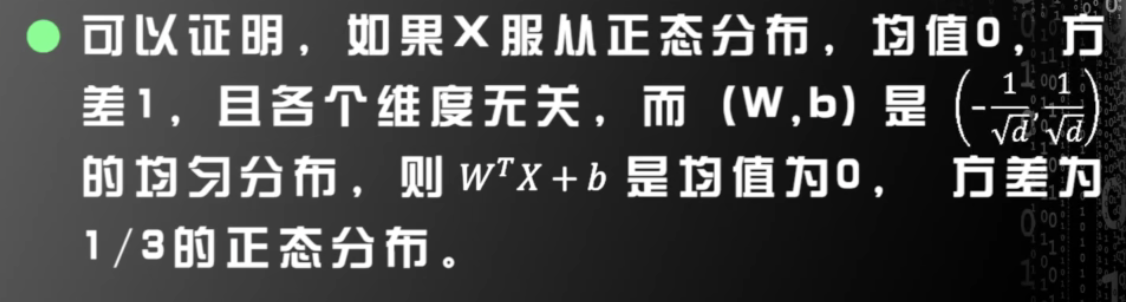 可以证明，如果X服从正态分布，均值0，方
差1，且各个维度无关，而（W,b）是 $\left(-\frac{1}{\sqrt{d}},\frac{1}{\sqrt{d}}\right)$
的均匀分布，则 $W^TX+b$ 是均值为0， 方差为
1/3的正态分布。